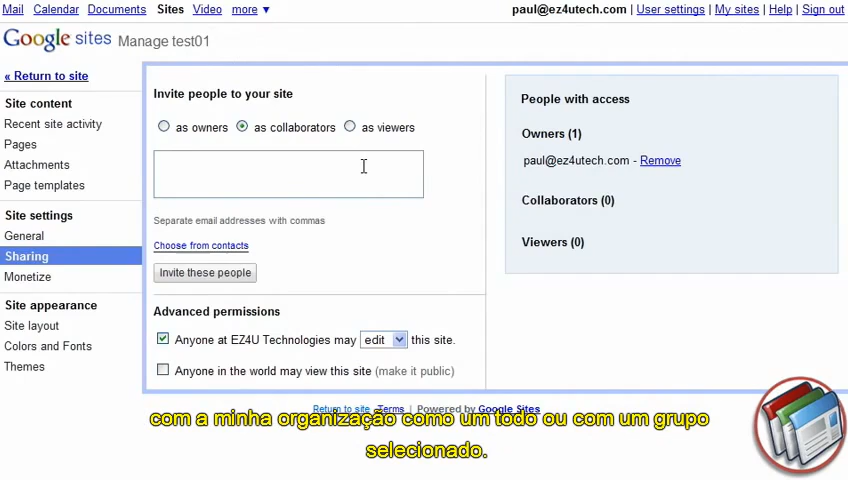 Mail Calendar Documents Sites Video more ▼ paul@ez4utech.com | User settings | My sites | Help | Sign out
Google sites Manage test01
« Return to site
Site content
Recent site activity
Pages
Attachments
Page templates
Site settings
General
Sharing
Monetize
Site appearance
Site layout
Colors and Fonts
Themes
Invite people to your site
as owners as collaborators as viewers
Separate email addresses with commas
Choose from contacts
Invite these people
Advanced permissions
Anyone at EZ4U Technologies may edit this site.
Anyone in the world may view this site (make it public)
People with access
Owners (1)
paul@ez4utech.com - Remove
Collaborators (0)
Viewers (0)
Return to site Terms | Powered by Google Sites
com a minha organização como um todo ou com um grupo
selecionado.